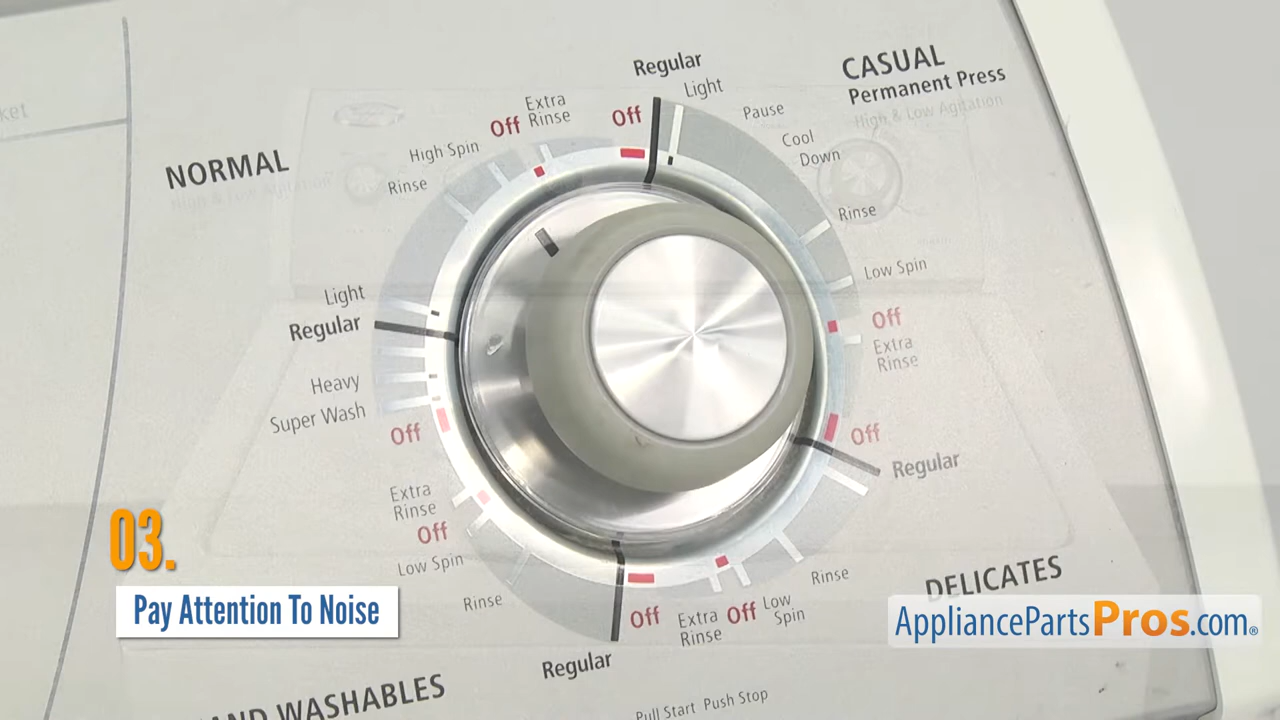 Regular
Light
CASUAL
Permanent Press
High & Low Agitation
Pause
Cool
Down
Rinse
Low Spin
Off
Extra
Rinse
Off
Regular
DELICATES
Rinse
Low
Spin
Off
Extra
Rinse
Off
Regular
Pull Start Push Stop
AND WASHABLES
Rinse
Low Spin
Off
Extra
Rinse
Off
Super Wash
Heavy
Regular
Light
NORMAL
Rinse
High Spin
Off
Extra
Rinse
Off
03.
Pay Attention To Noise
AppliancePartsPros.com®